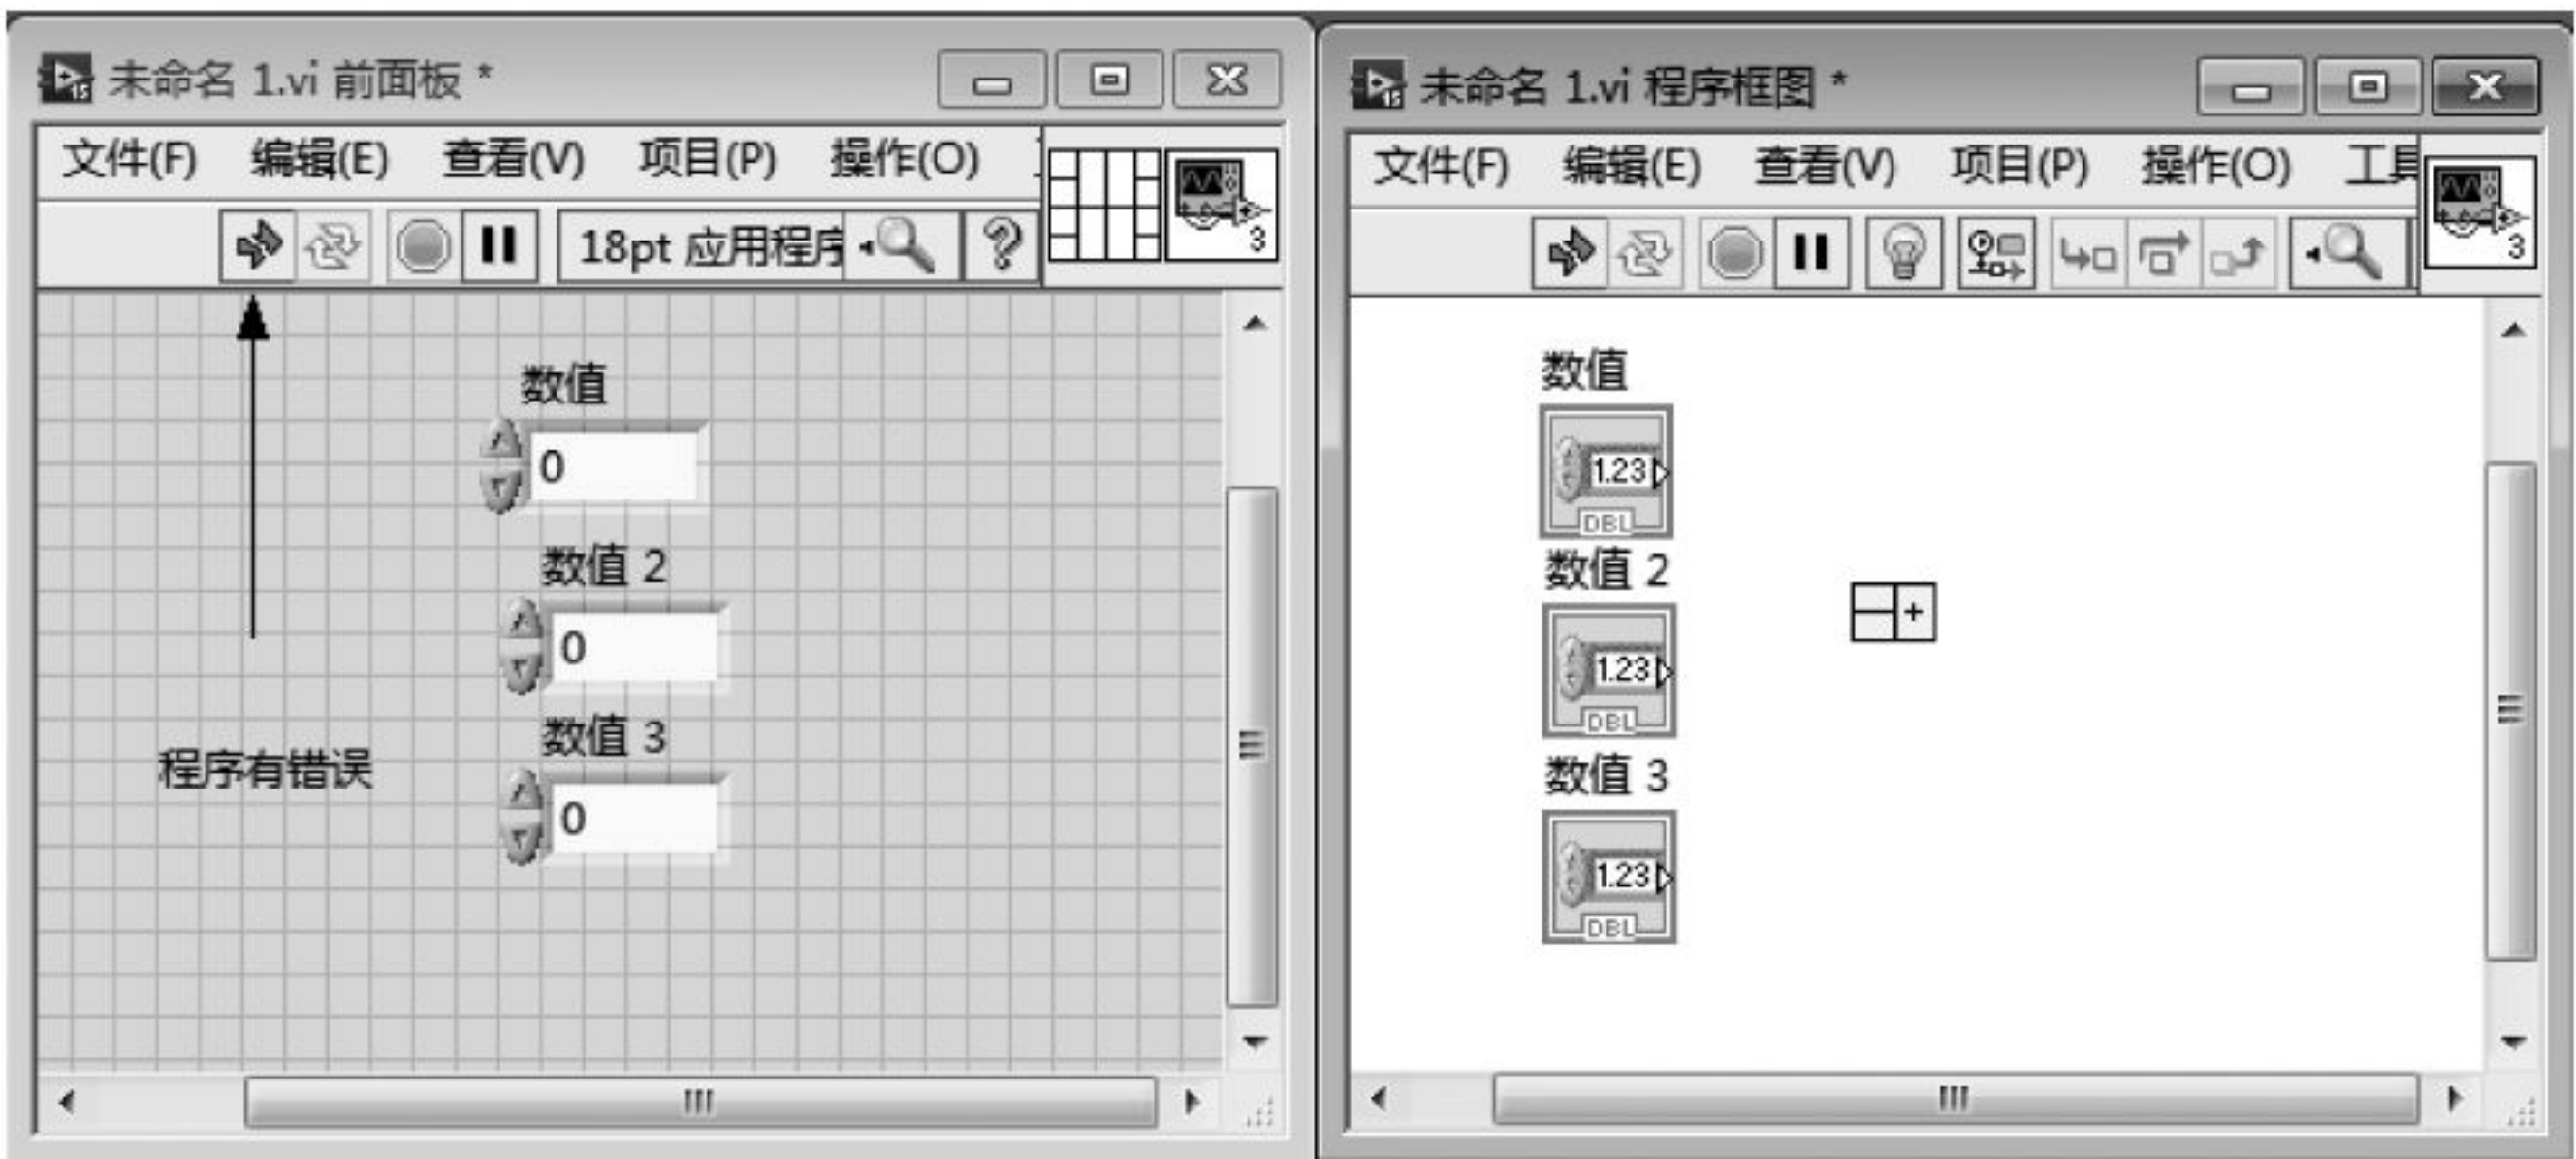 未命名 1.vi 前面板 *
文件(F) 编辑(E) 查看(V) 项目(P) 操作(O)
18pt 应用程序
3
数值
0
数值 2
0
数值 3
0
程序有错误
未命名 1.vi 程序框图 *
文件(F) 编辑(E) 查看(V) 项目(P) 操作(O) 工具
3
数值
1.23
DBL
数值 2
1.23
DBL
数值 3
1.23
DBL